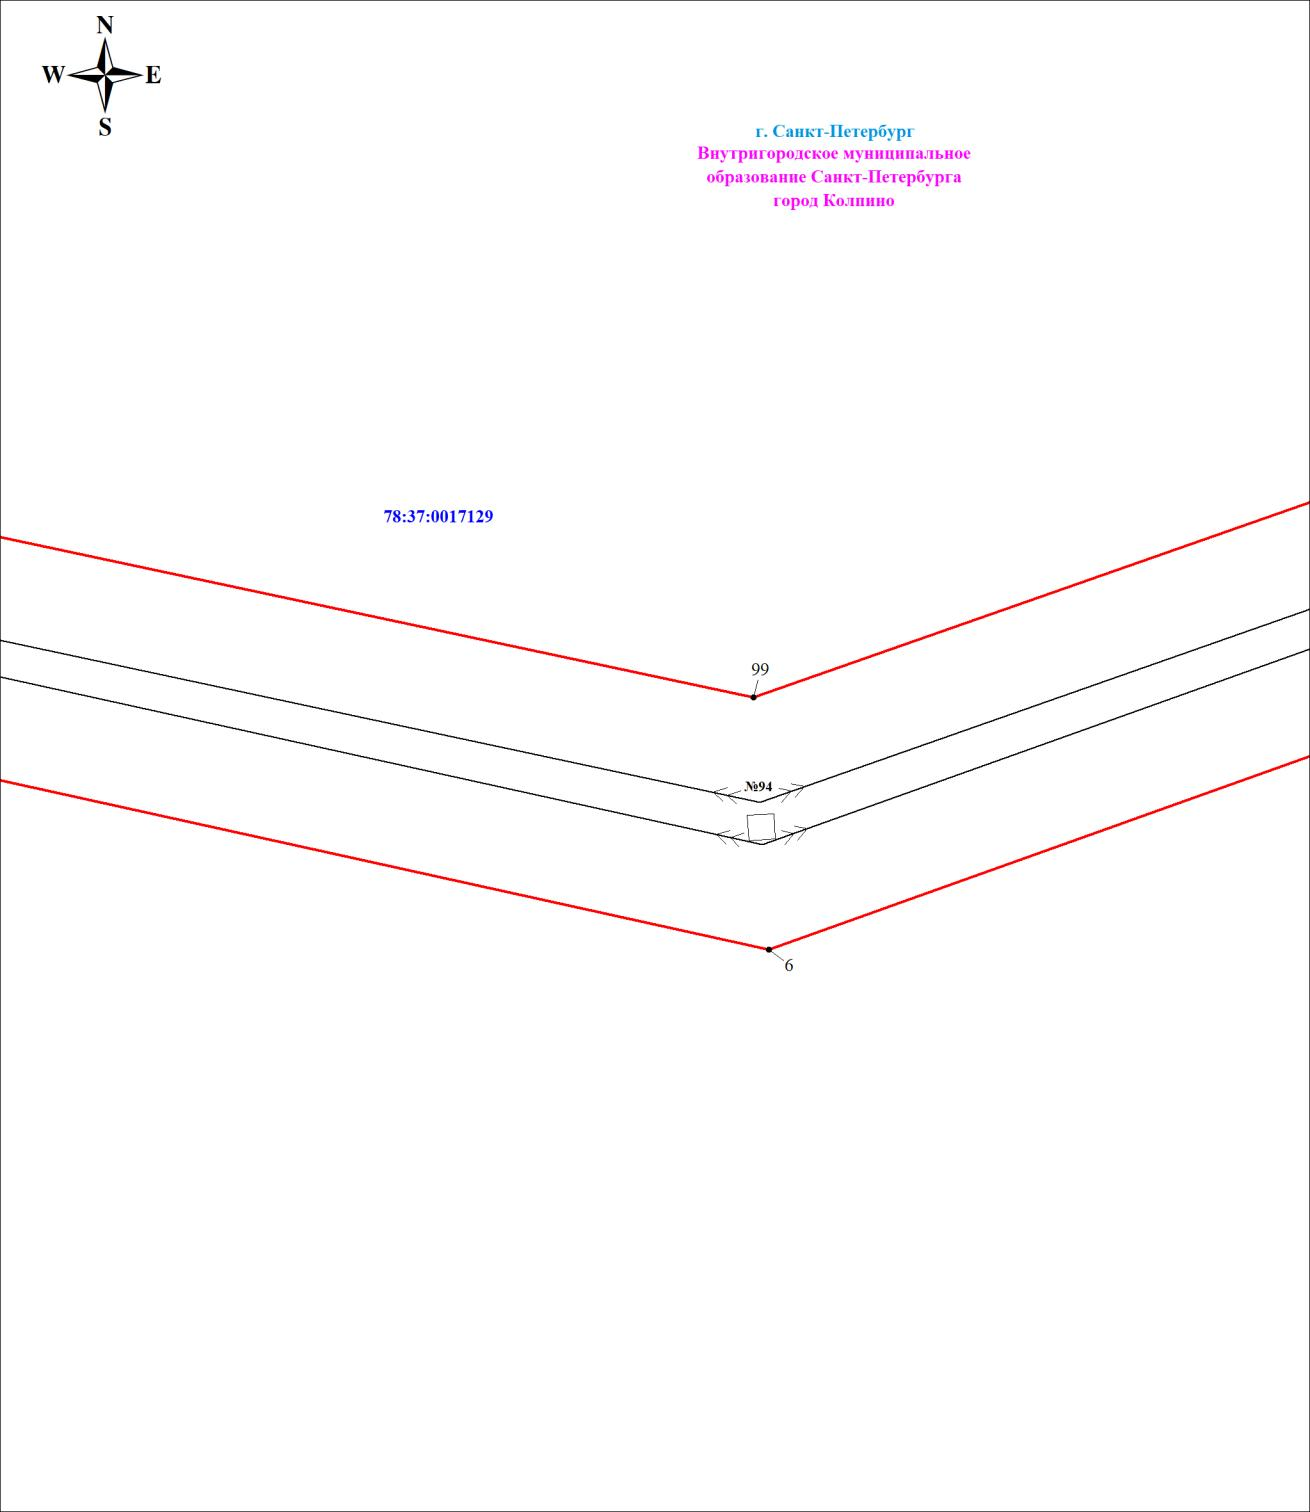 N
W E
S
г. Санкт-Петербург
Внутригородское муниципальное
образование Санкт-Петербурга
город Колпино
78:37:0017129
99
№94
6